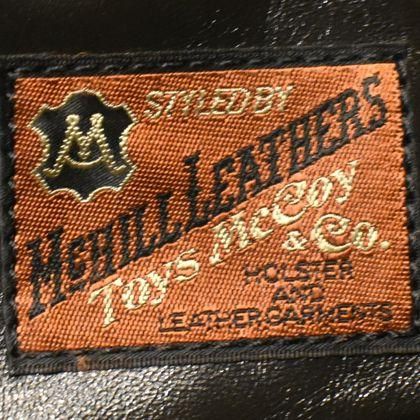 STYLED BY
McHILL LEATHERS
Toys McCoy
& Co.
HOLSTER
AND
LEATHER GARMENTS